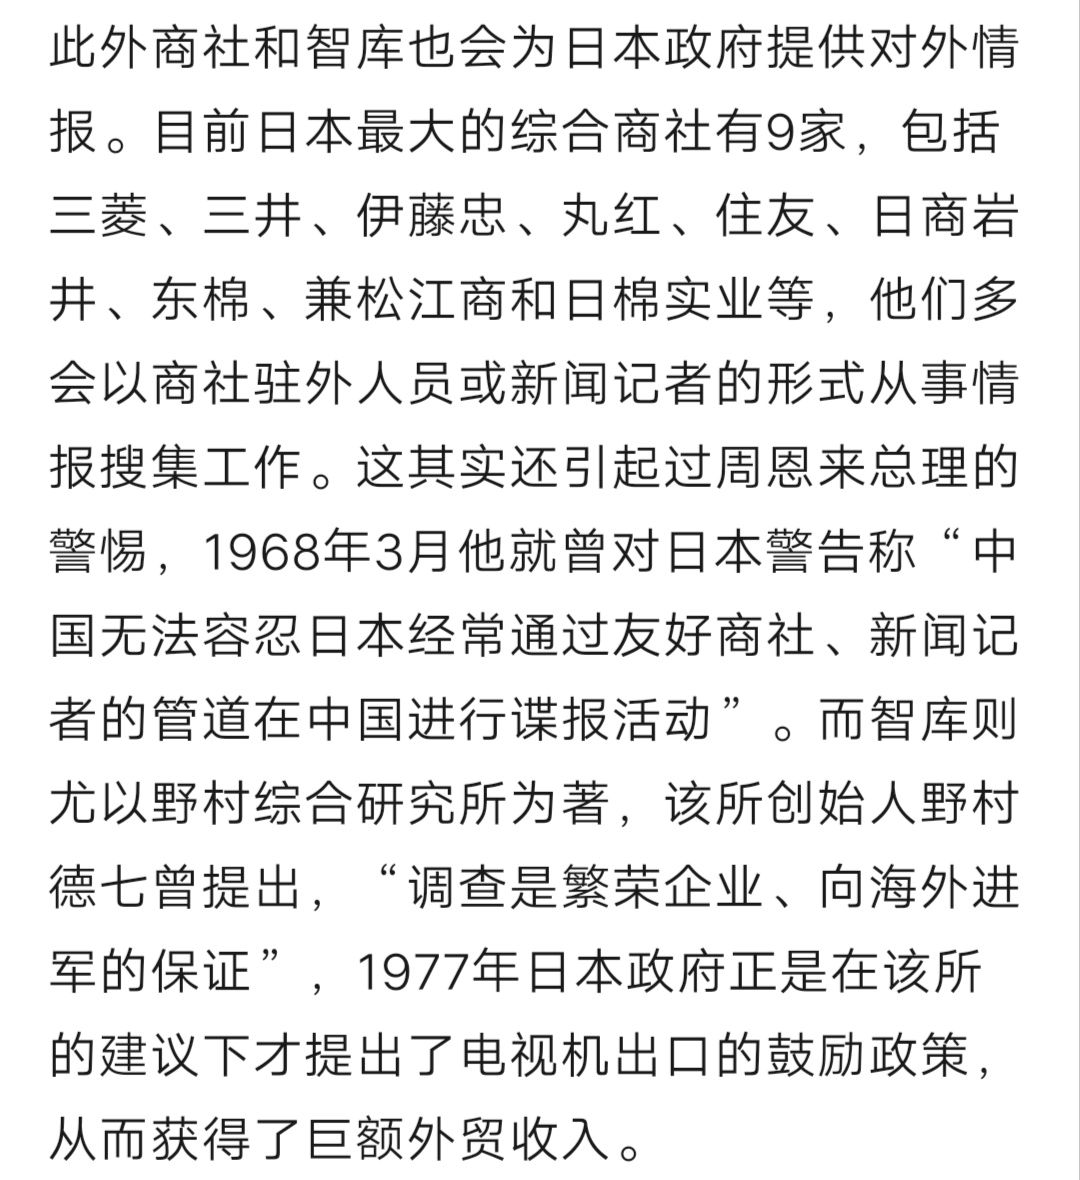 此外商社和智库也会为日本政府提供对外情
报。目前日本最大的综合商社有9家，包括
三菱、三井、伊藤忠、丸红、住友、日商岩
井、东棉、兼松江商和日棉实业等，他们多
会以商社驻外人员或新闻记者的形式从事情
报搜集工作。这其实还引起过周恩来总理的
警惕，1968年3月他就曾对日本警告称“中
国无法容忍日本经常通过友好商社、新闻记
者的管道在中国进行谍报活动”。而智库则
尤以野村综合研究所为著，该所创始人野村
德七曾提出，“调查是繁荣企业、向海外进
军的保证”，1977年日本政府正是在该所
的建议下才提出了电视机出口的鼓励政策，
从而获得了巨额外贸收入。